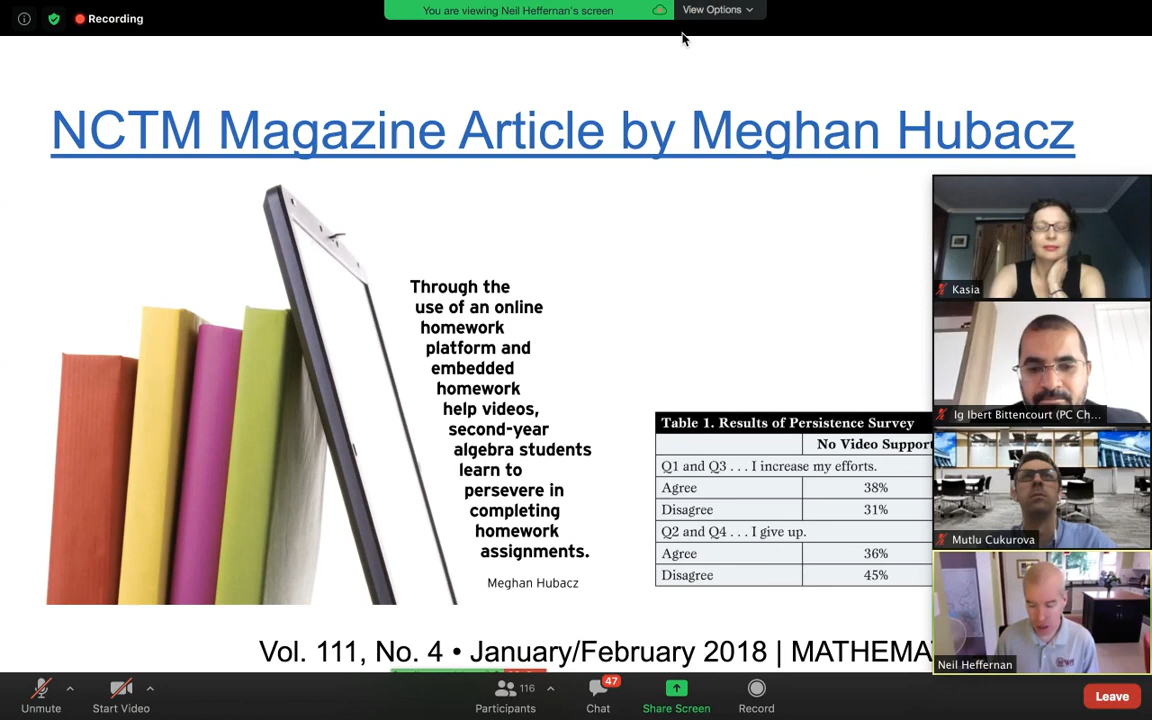 Recording
You are viewing Neil Heffernan's screen
View Options
NCTM Magazine Article by Meghan Hubacz
Through the
use of an online
homework
platform and
embedded
homework
help videos,
second-year
algebra students
learn to
persevere in
completing
homework
assignments.
Meghan Hubacz
Table 1. Results of Persistence Survey
No Video Support
Q1 and Q3 . . . I increase my efforts.
Agree 38%
Disagree 31%
Q2 and Q4 . . . I give up.
Agree 36%
Disagree 45%
Vol. 111, No. 4 • January/February 2018 | MATHEMA
Kasia
Ig Ibert Bittencourt (PC Ch...
Mutlu Cukurova
Neil Heffernan
Unmute
Start Video
116
Participants
47
Chat
Share Screen
Record
Leave